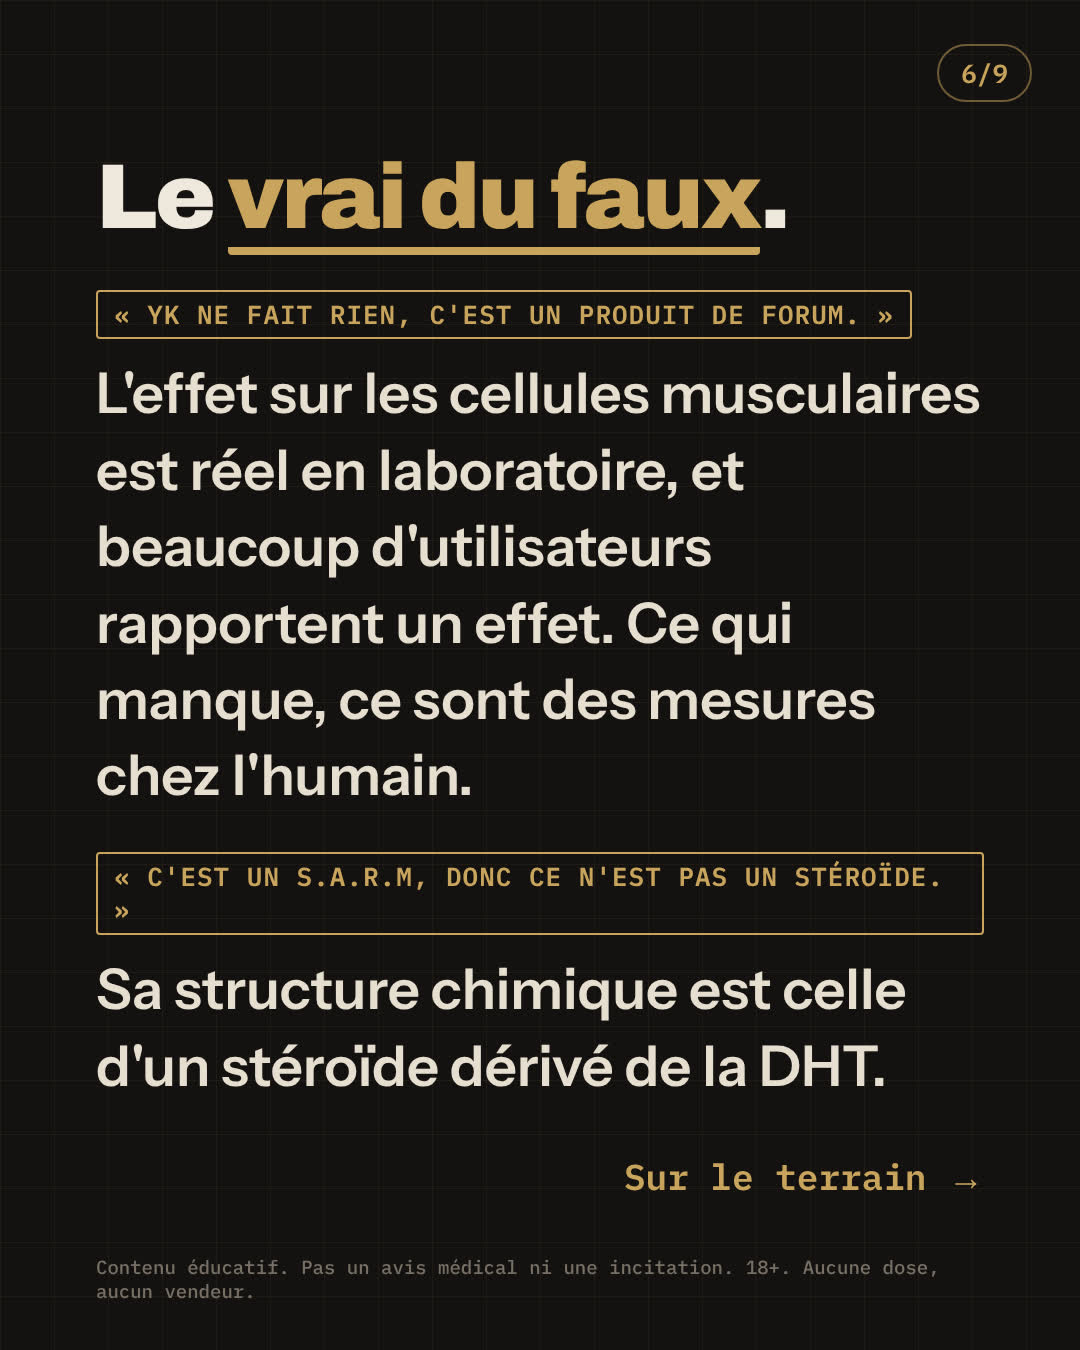 6/9
Le vrai du faux.
« YK NE FAIT RIEN, C'EST UN PRODUIT DE FORUM. »
L'effet sur les cellules musculaires
est réel en laboratoire, et
beaucoup d'utilisateurs
rapportent un effet. Ce qui
manque, ce sont des mesures
chez l'humain.
« C'EST UN S.A.R.M, DONC CE N'EST PAS UN STÉROÏDE.
»
Sa structure chimique est celle
d'un stéroïde dérivé de la DHT.
Sur le terrain →
Contenu éducatif. Pas un avis médical ni une incitation. 18+. Aucune dose,
aucun vendeur.